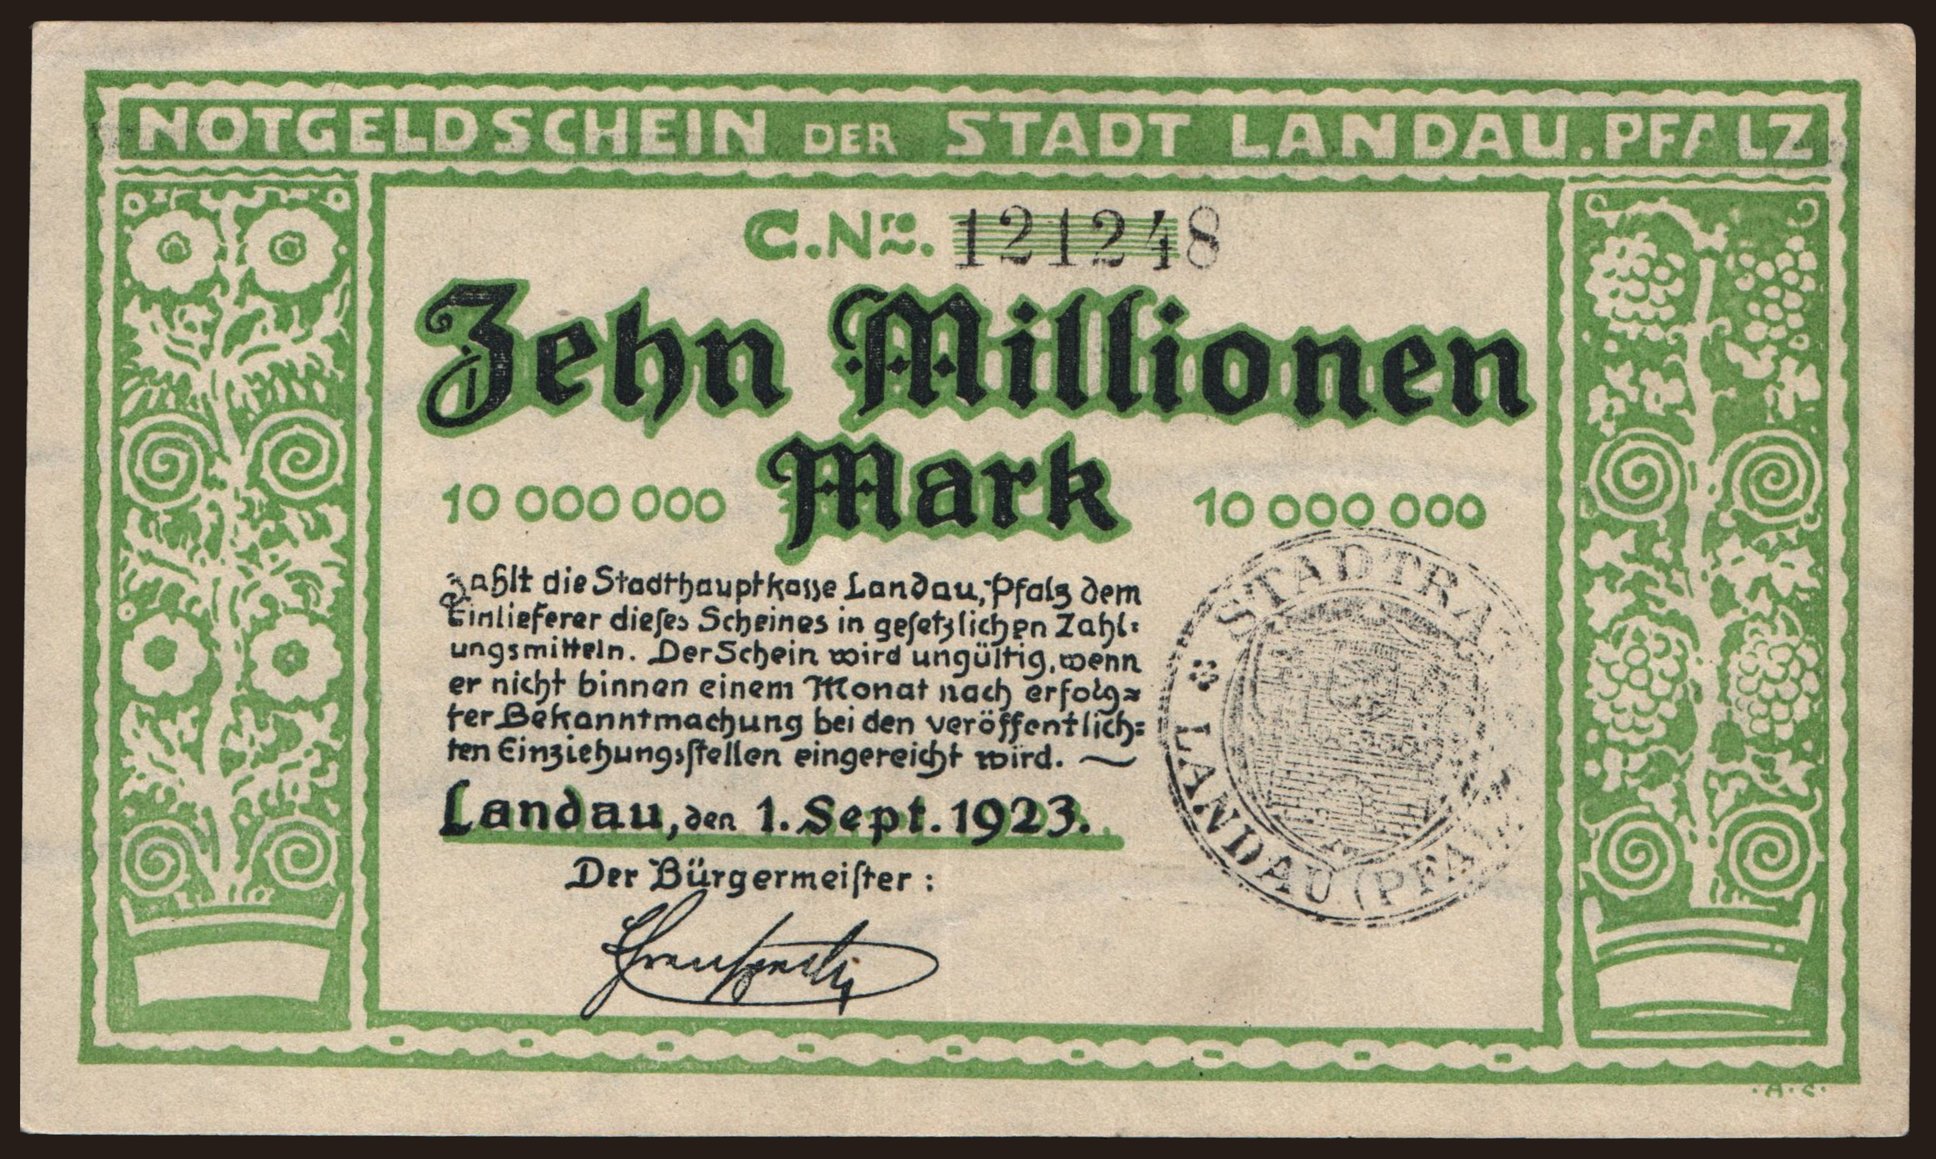 NOTGELDSCHEIN DER STADT LANDAU. PFALZ
C.Nro. 121248
Zehn Millionen
Mark
10 000 000
10 000 000
zahlt die Stadthauptkasse Landau, Pfalz dem
Einlieferer dieses Scheines in gesetzlichen Zahl=
ungsmitteln. Der Schein wird ungültig, wenn
er nicht binnen einem Monat nach erfolg=
ter Bekanntmachung bei den veröffentlich=
ten Einziehungsstellen eingereicht wird.
Landau, den 1. Sept. 1923.
Der Bürgermeister:
STADTRA
LANDAU (PFALZ
·A·C·